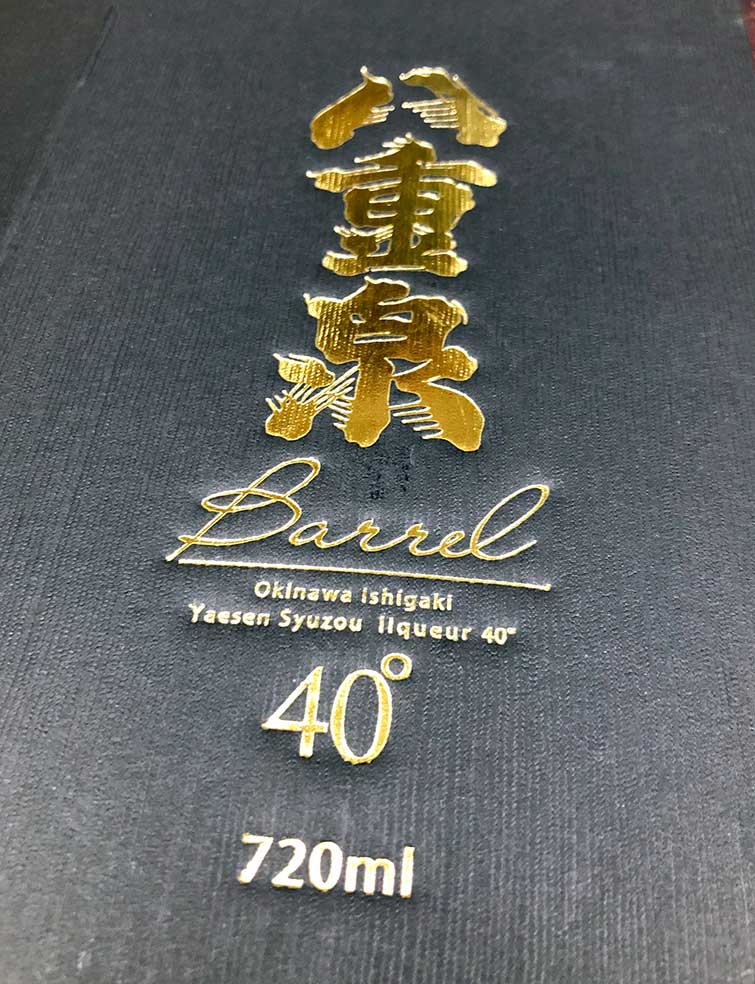 八重泉
Barrel
Okinawa Ishigaki
Yaesen Syuzou liqueur 40°
40°
720ml